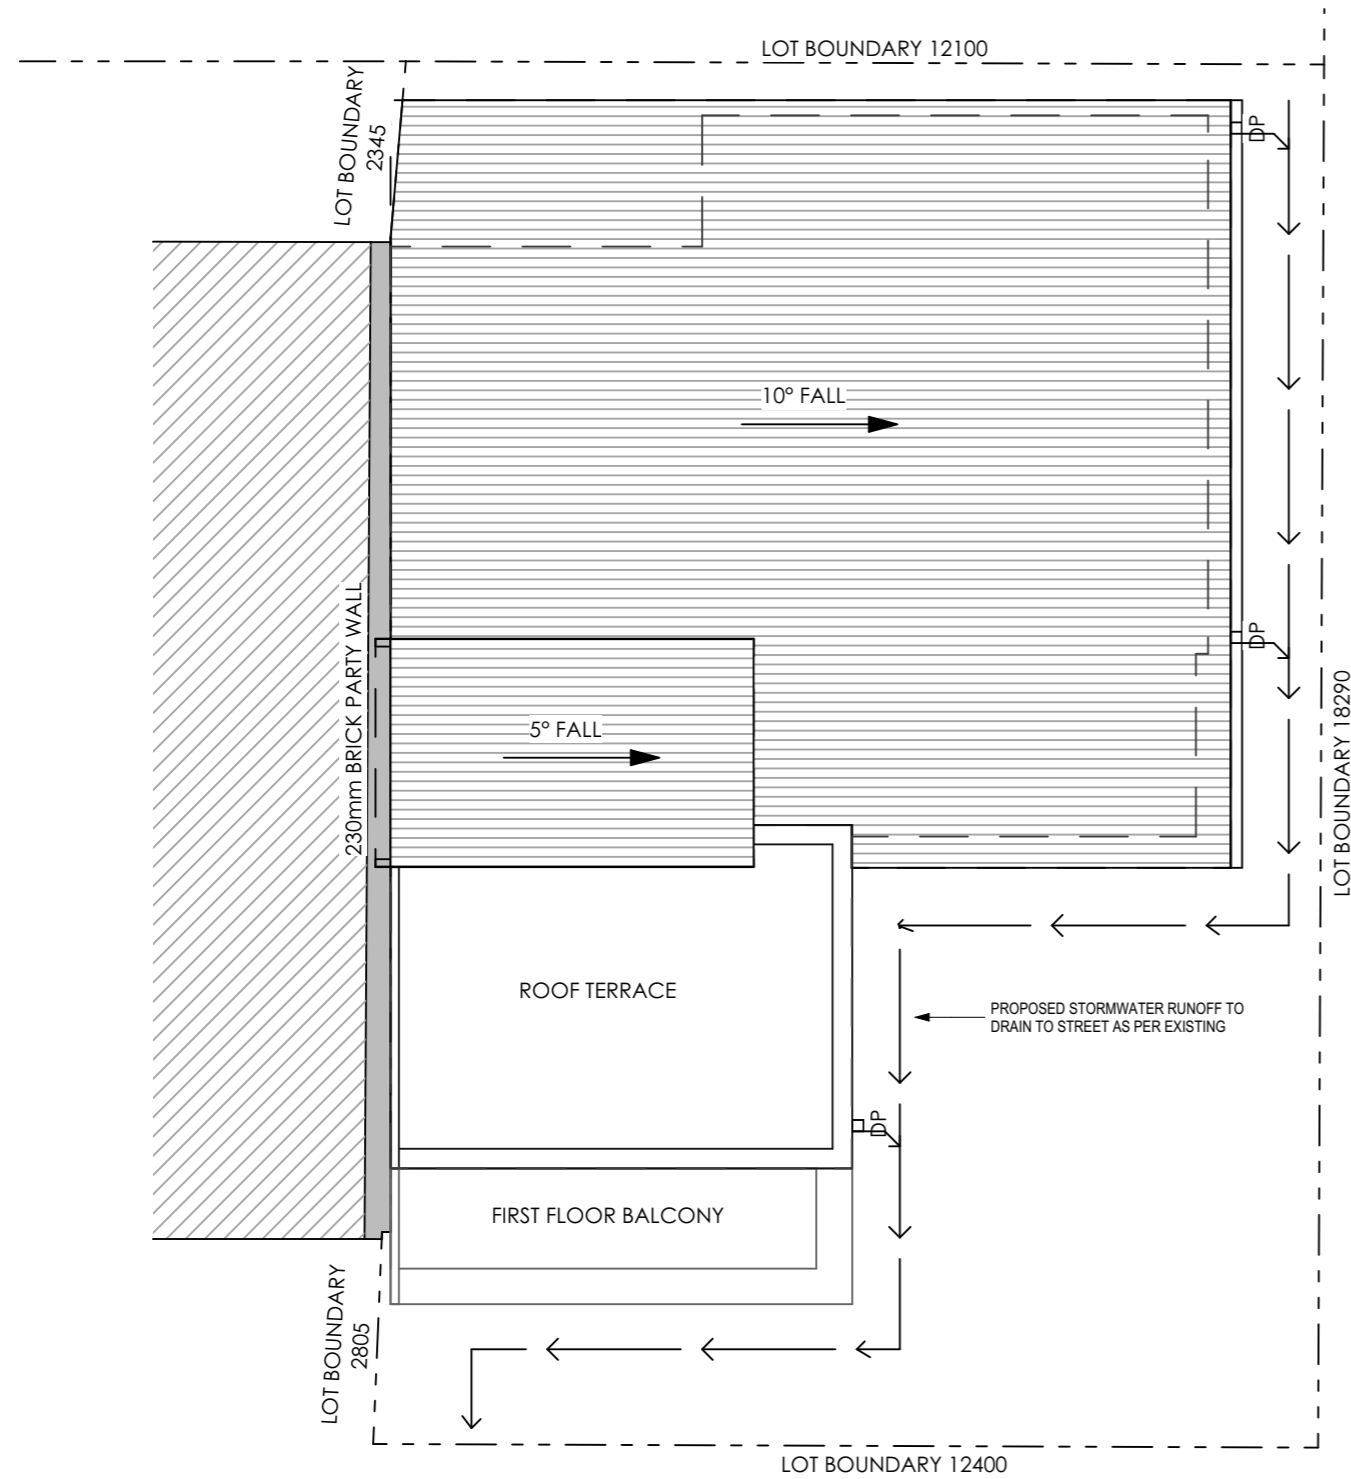 LOT BOUNDARY 12100
LOT BOUNDARY
2345
DP
10° FALL
230mm BRICK PARTY WALL
DP
5° FALL
LOT BOUNDARY 18290
ROOF TERRACE
PROPOSED STORMWATER RUNOFF TO
DRAIN TO STREET AS PER EXISTING
DP
FIRST FLOOR BALCONY
LOT BOUNDARY
2805
LOT BOUNDARY 12400